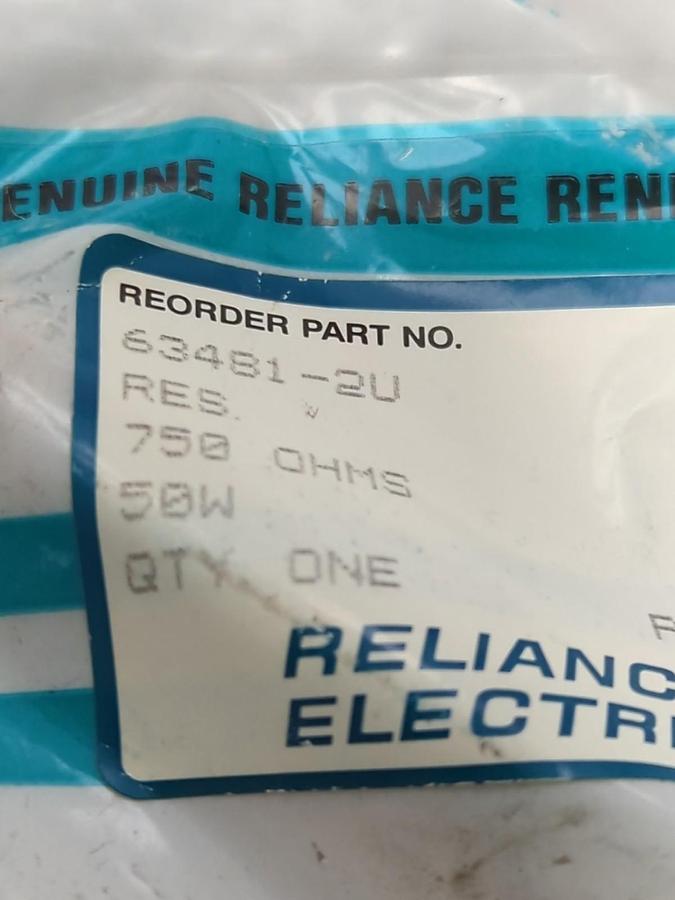 ENUINE RELIANCE REN
REORDER PART NO.
63481-2U
RES.
750 OHMS
50W
QTY. ONE
RELIANC
ELECTR